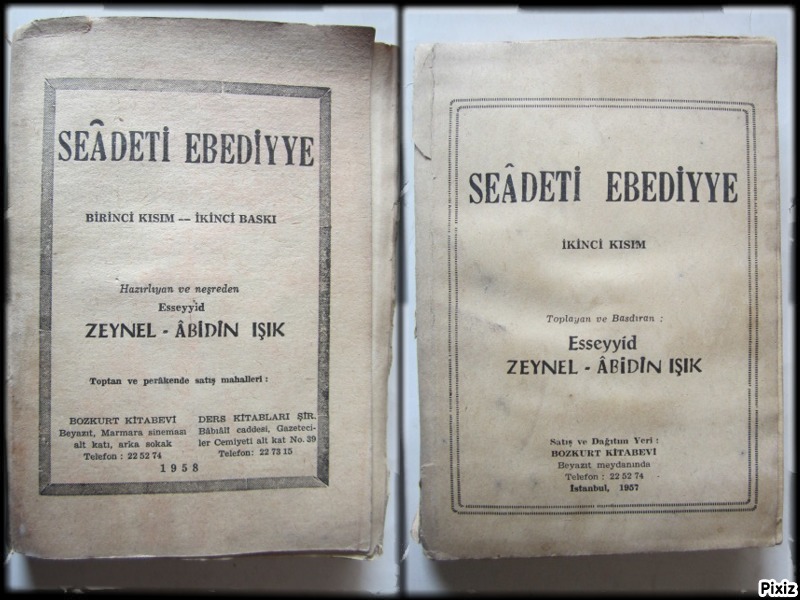 SEÂDETİ EBEDİYYE
BİRİNCİ KISIM — İKİNCİ BASKI
Hazırlıyan ve neşreden
Esseyyid
ZEYNEL - ÂBİDİN IŞIK
Toptan ve perâkende satış mahalleri :
BOZKURT KİTABEVİ
Beyazıt, Marmara sineması
alt katı, arka sokak
Telefon : 22 52 74
DERS KİTABLARI ŞİR.
Bâbıâli caddesi, Gazeteci-
ler Cemiyeti alt kat No. 39
Telefon: 22 73 15
1958
SEÂDETİ EBEDİYYE
İKİNCİ KISIM
Toplayan ve Basdıran :
Esseyyid
ZEYNEL - ÂBİDİN IŞIK
Satış ve Dağıtım Yeri :
BOZKURT KİTABEVİ
Beyazıt meydanında
Telefon : 22 52 74
İstanbul, 1957
Pixiz